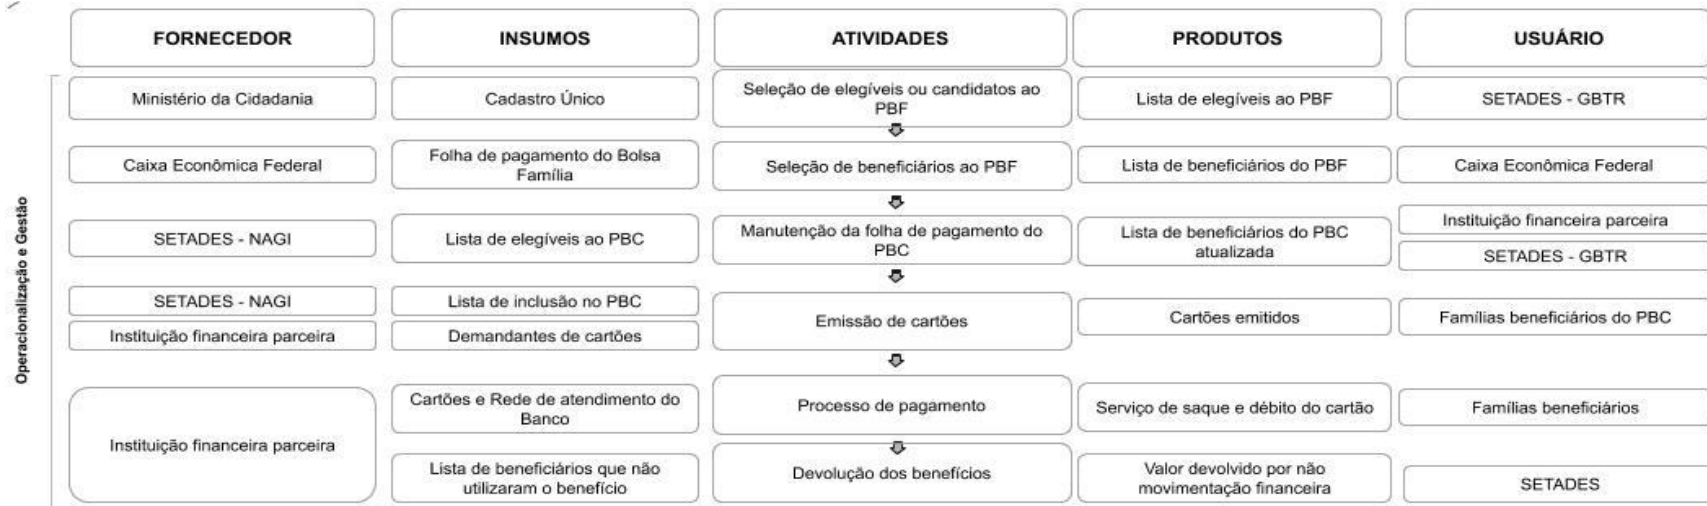 FORNECEDOR
INSUMOS
ATIVIDADES
PRODUTOS
USUÁRIO
Operacionalização e Gestão
Ministério da Cidadania
Cadastro Único
Seleção de elegíveis ou candidatos ao
PBF
Lista de elegíveis ao PBF
SETADES - GBTR
Caixa Econômica Federal
Folha de pagamento do Bolsa
Família
Seleção de beneficiários ao PBF
Lista de beneficiários do PBF
Caixa Econômica Federal
SETADES - NAGI
Lista de elegíveis ao PBC
Manutenção da folha de pagamento do
PBC
Lista de beneficiários do PBC
atualizada
Instituição financeira parceira
SETADES - GBTR
SETADES - NAGI
Lista de inclusão no PBC
Instituição financeira parceira
Demandantes de cartões
Emissão de cartões
Cartões emitidos
Famílias beneficiários do PBC
Instituição financeira parceira
Cartões e Rede de atendimento do
Banco
Processo de pagamento
Serviço de saque e débito do cartão
Famílias beneficiários
Lista de beneficiários que não
utilizaram o benefício
Devolução dos benefícios
Valor devolvido por não
movimentação financeira
SETADES